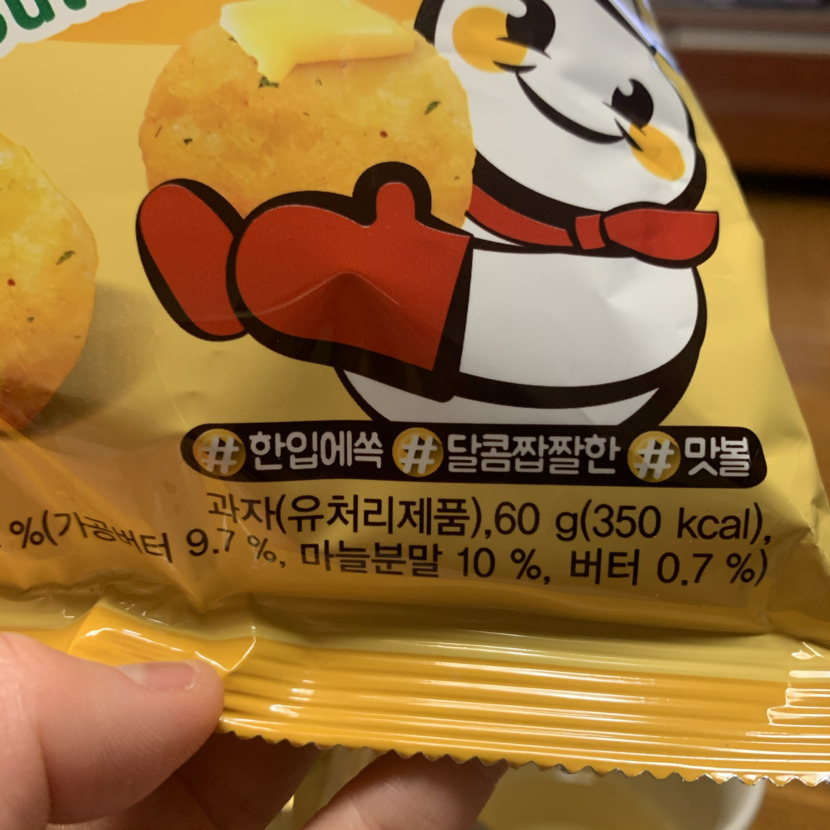 #한입에쏙 #달콤짭짤한 #맛볼
과자(유처리제품),60 g(350 kcal),
%(가공버터 9.7 %, 마늘분말 10 %, 버터 0.7 %)